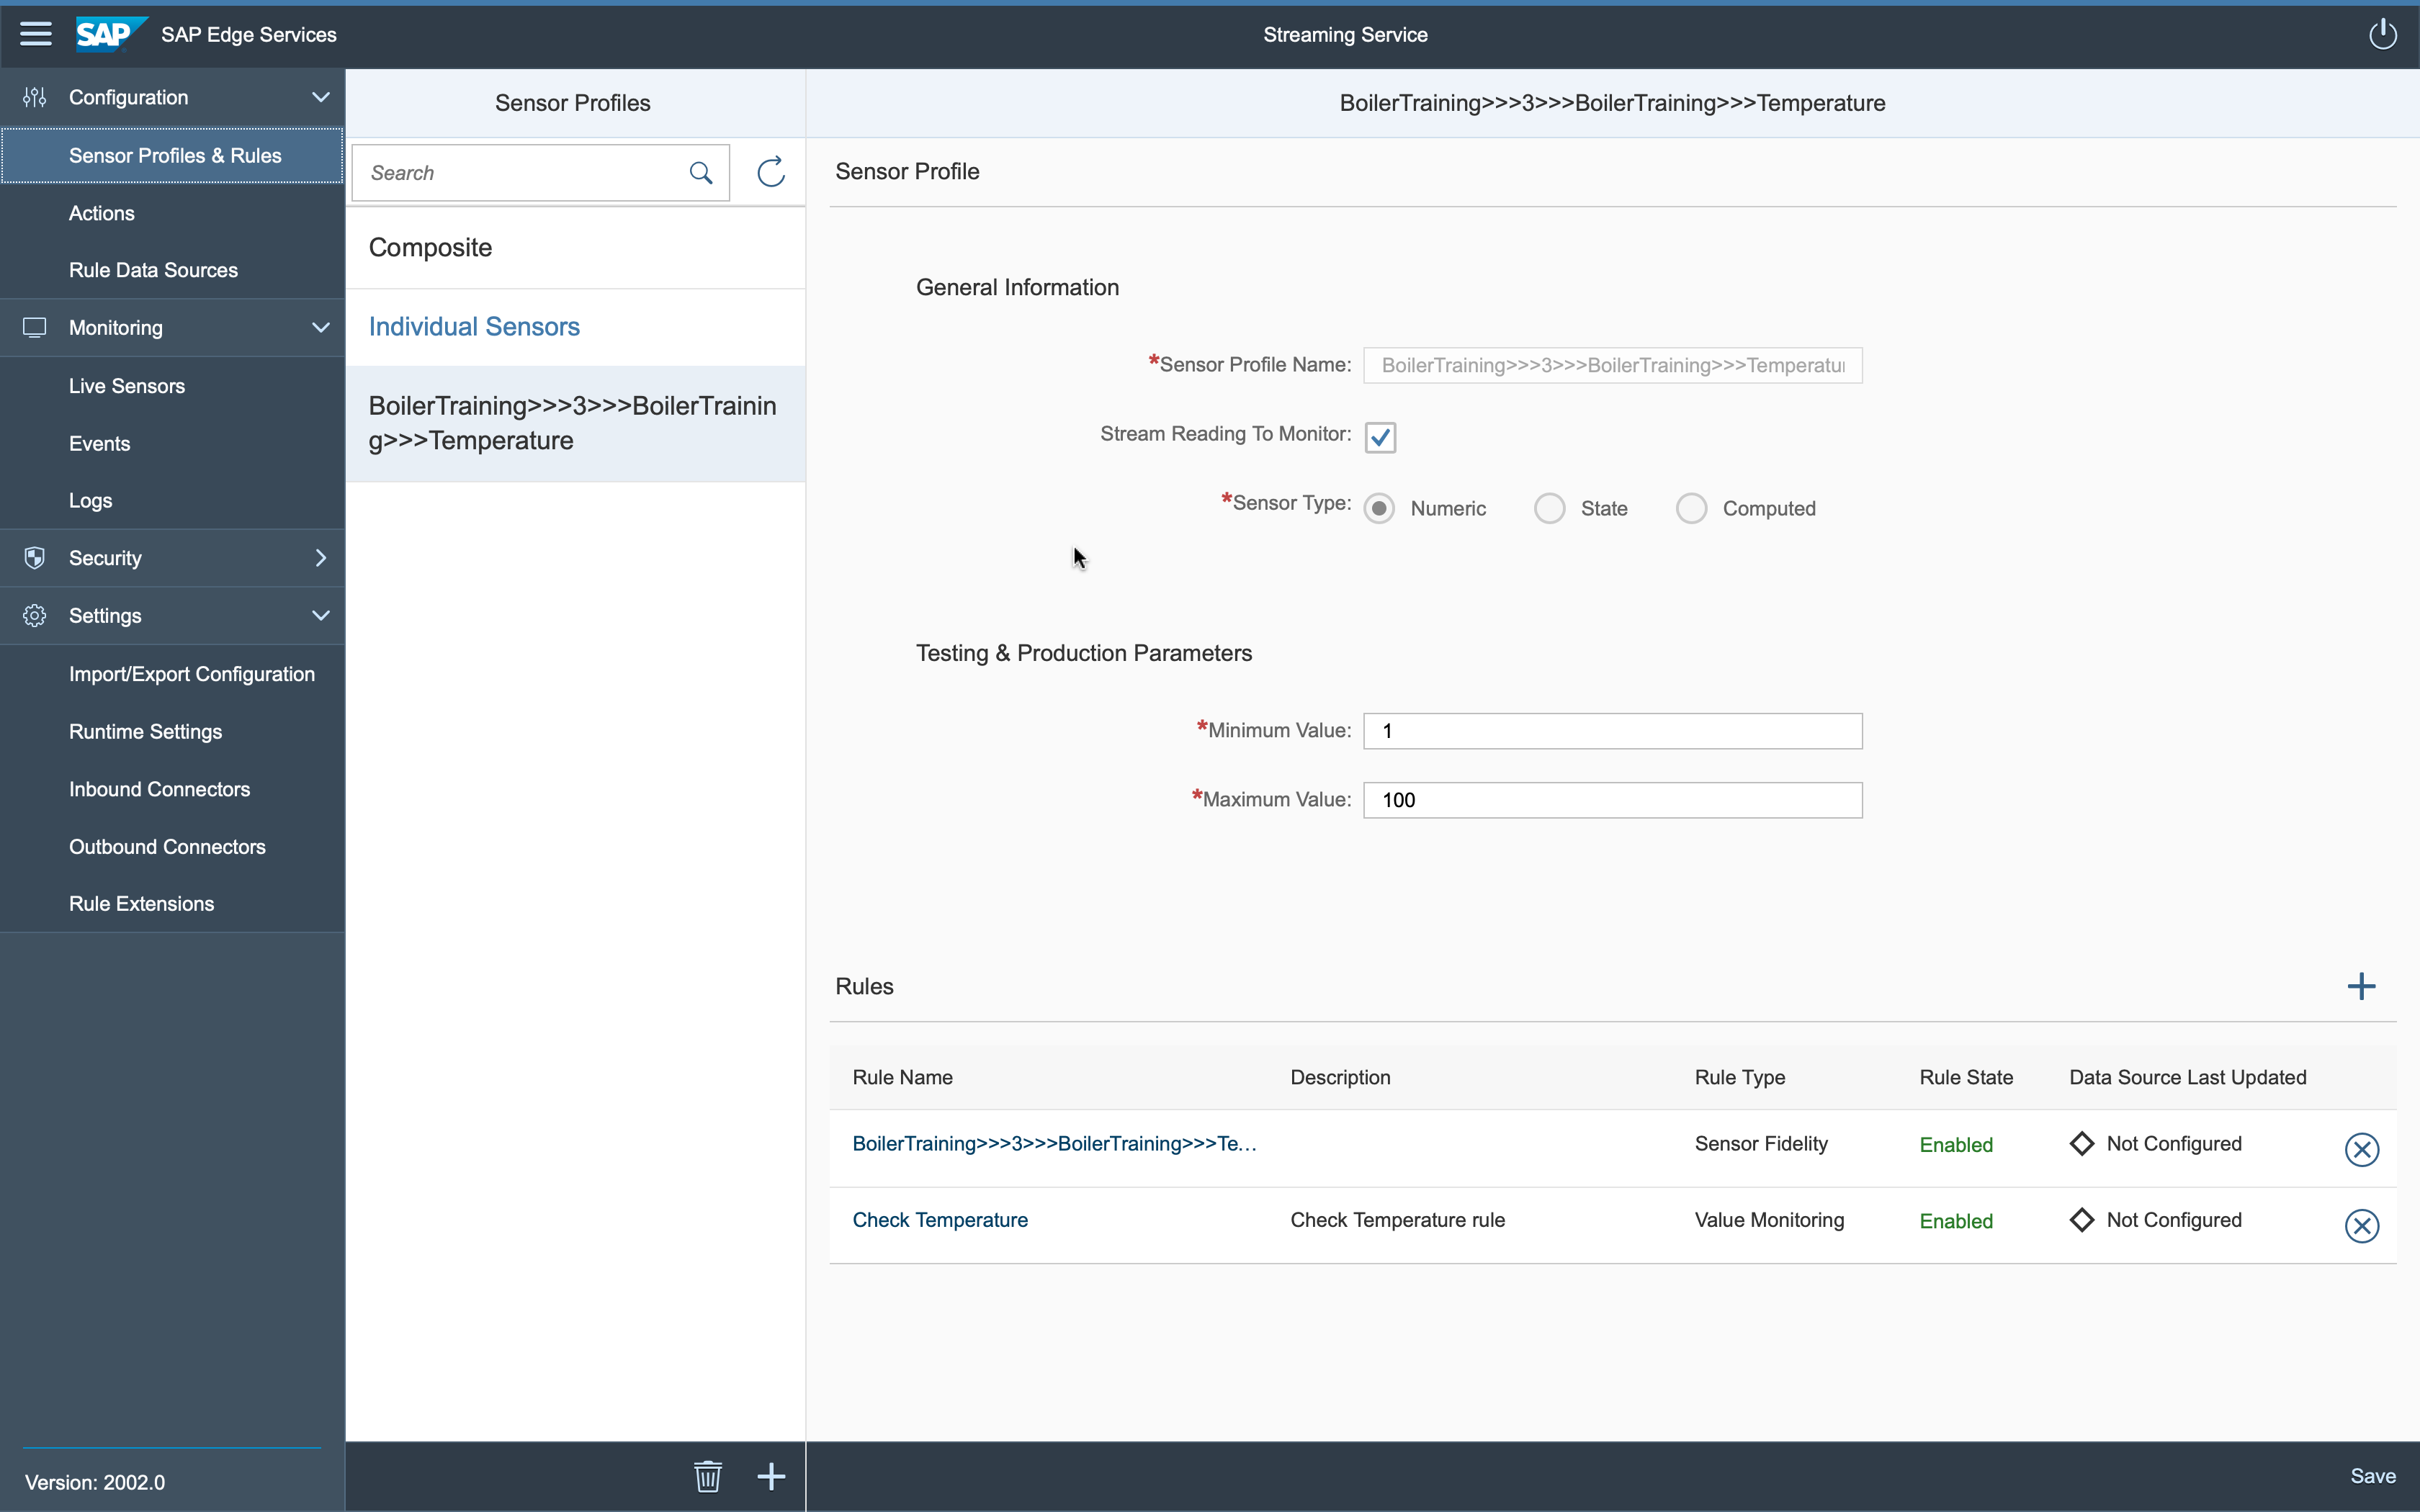 SAP SAP Edge Services
Streaming Service
Configuration
Sensor Profiles & Rules
Actions
Rule Data Sources
Monitoring
Live Sensors
Events
Logs
Security
Settings
Import/Export Configuration
Runtime Settings
Inbound Connectors
Outbound Connectors
Rule Extensions
Version: 2002.0
Sensor Profiles
Search
Composite
Individual Sensors
BoilerTraining>>>3>>>BoilerTrainin
g>>>Temperature
BoilerTraining>>>3>>>BoilerTraining>>>Temperature
Sensor Profile
General Information
*Sensor Profile Name: BoilerTraining>>>3>>>BoilerTraining>>>Temperatu
Stream Reading To Monitor:
*Sensor Type: Numeric State Computed
Testing & Production Parameters
*Minimum Value: 1
*Maximum Value: 100
Rules
Rule Name Description Rule Type Rule State Data Source Last Updated
BoilerTraining>>>3>>>BoilerTraining>>>Te... Sensor Fidelity Enabled Not Configured
Check Temperature Check Temperature rule Value Monitoring Enabled Not Configured
Save